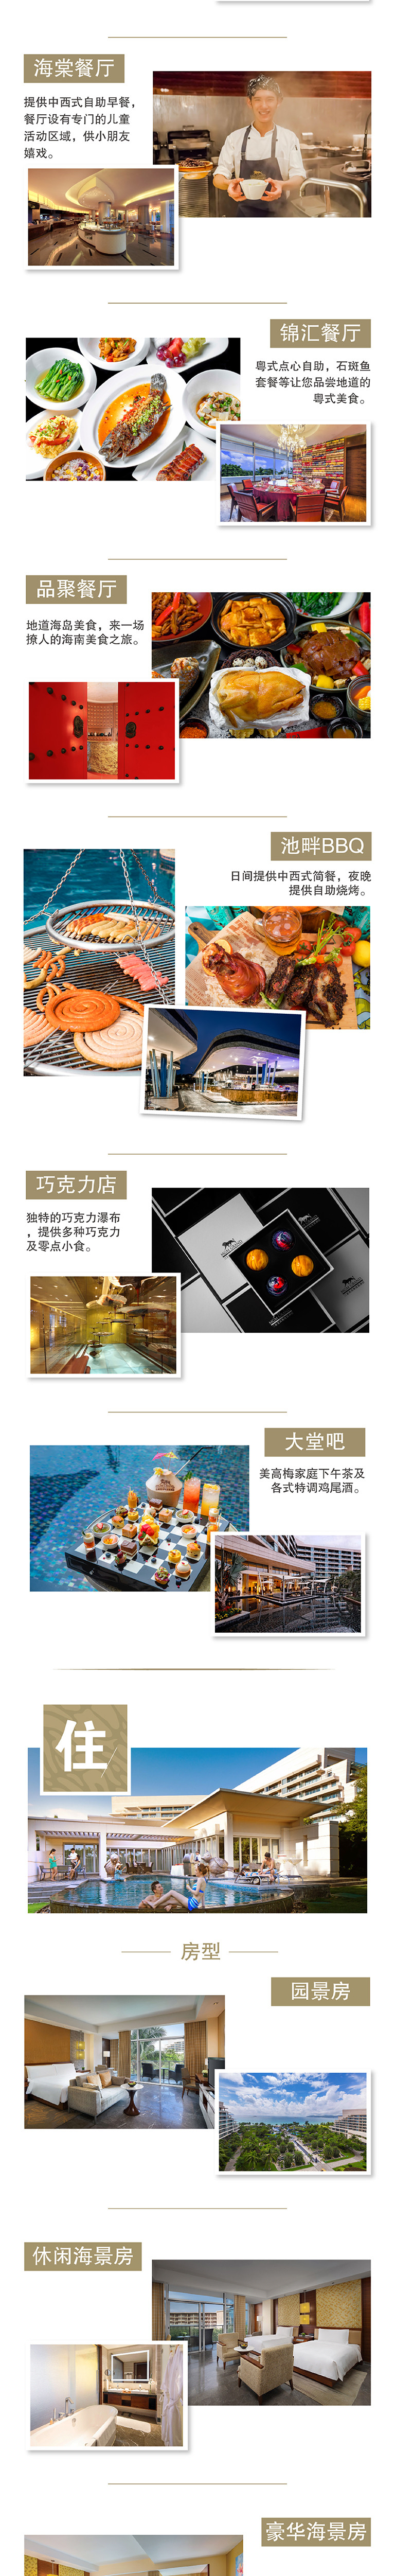 海棠餐厅
提供中西式自助早餐，
餐厅设有专门的儿童
活动区域，供小朋友
嬉戏。
锦汇餐厅
粤式点心自助，石斑鱼
套餐等让您品尝地道的
粤式美食。
品聚餐厅
地道海岛美食，来一场
撩人的海南美食之旅。
池畔BBQ
日间提供中西式简餐，夜晚
提供自助烧烤。
巧克力店
独特的巧克力瀑布
，提供多种巧克力
及零点小食。
大堂吧
美高梅家庭下午茶及
各式特调鸡尾酒。
住
房型
园景房
休闲海景房
豪华海景房